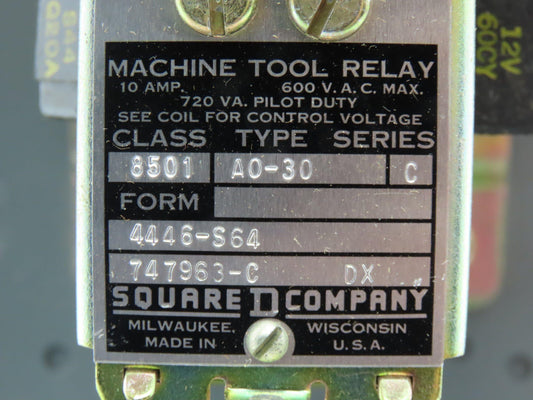 MACHINE TOOL RELAY
10 AMP. 600 V. A. C. MAX.
720 VA. PILOT DUTY
SEE COIL FOR CONTROL VOLTAGE
CLASS TYPE SERIES
8501 AO-30 C
FORM
4446-S64
747963-C DX
SQUARE D COMPANY
MILWAUKEE, WISCONSIN
MADE IN U.S.A.
12V
60CY